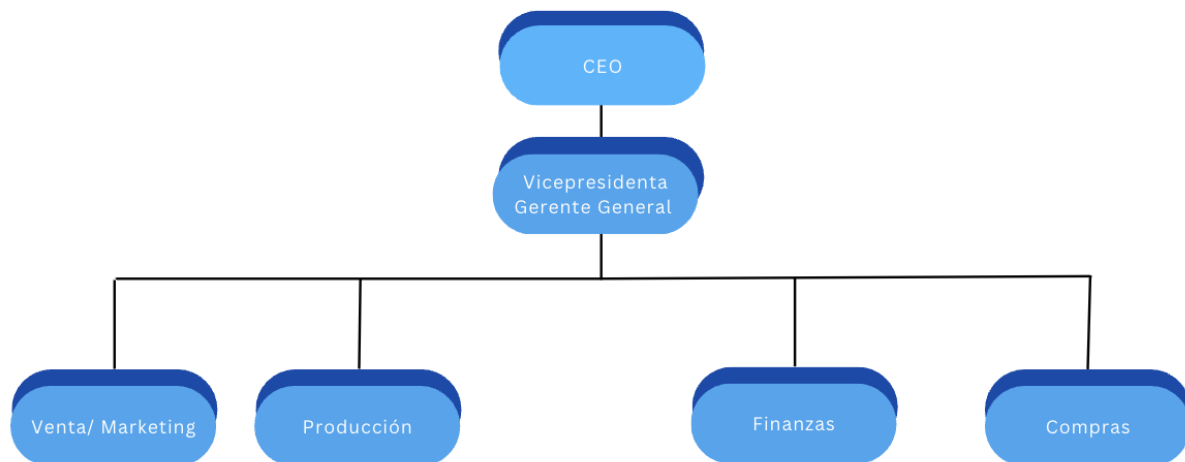 CEO
Vicepresidenta
Gerente General
Venta/ Marketing
Producción
Finanzas
Compras